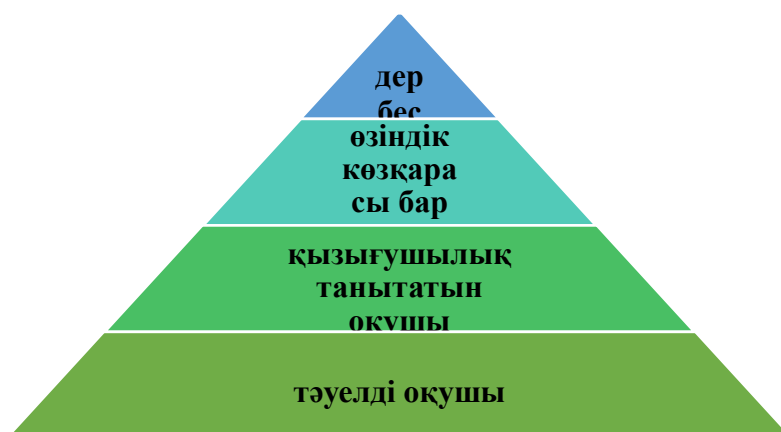 дер
бес
өзіндік
көзқара
сы бар
қызығушылық
танытатын
оқушы
тәуелді оқушы